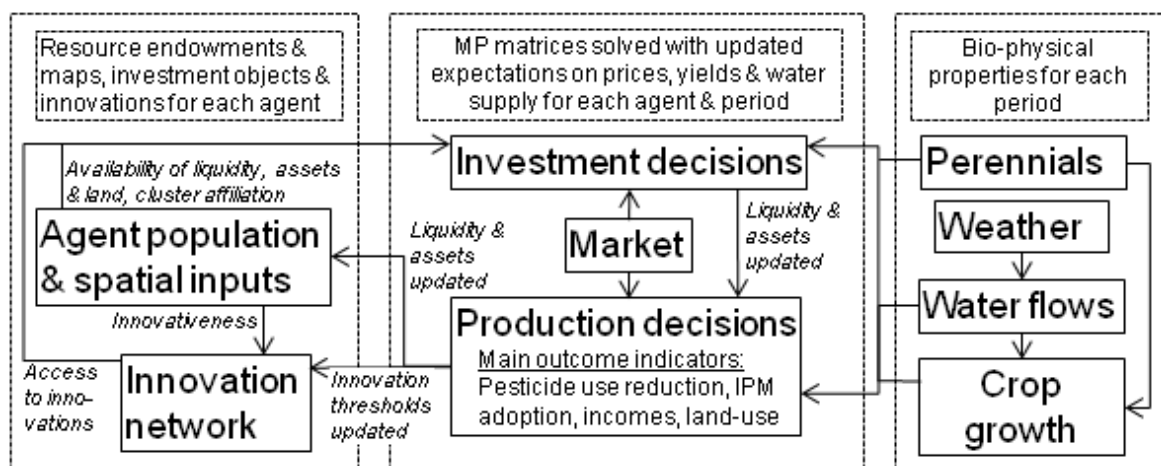 Resource endowments &
maps, investment objects &
innovations for each agent
MP matrices solved with updated
expectations on prices, yields & water
supply for each agent & period
Bio-physical
properties for each
period
Availability of liquidity, assets
& land, cluster affiliation
Agent population
& spatial inputs
Innovativeness
Access
to inno-
vations
Innovation
network
Liquidity &
assets
updated
Innovation
thresholds
updated
Investment decisions
Market
Liquidity &
assets
updated
Production decisions
Main outcome indicators:
Pesticide use reduction, IPM
adoption, incomes, land-use
Perennials
Weather
Water flows
Crop
growth